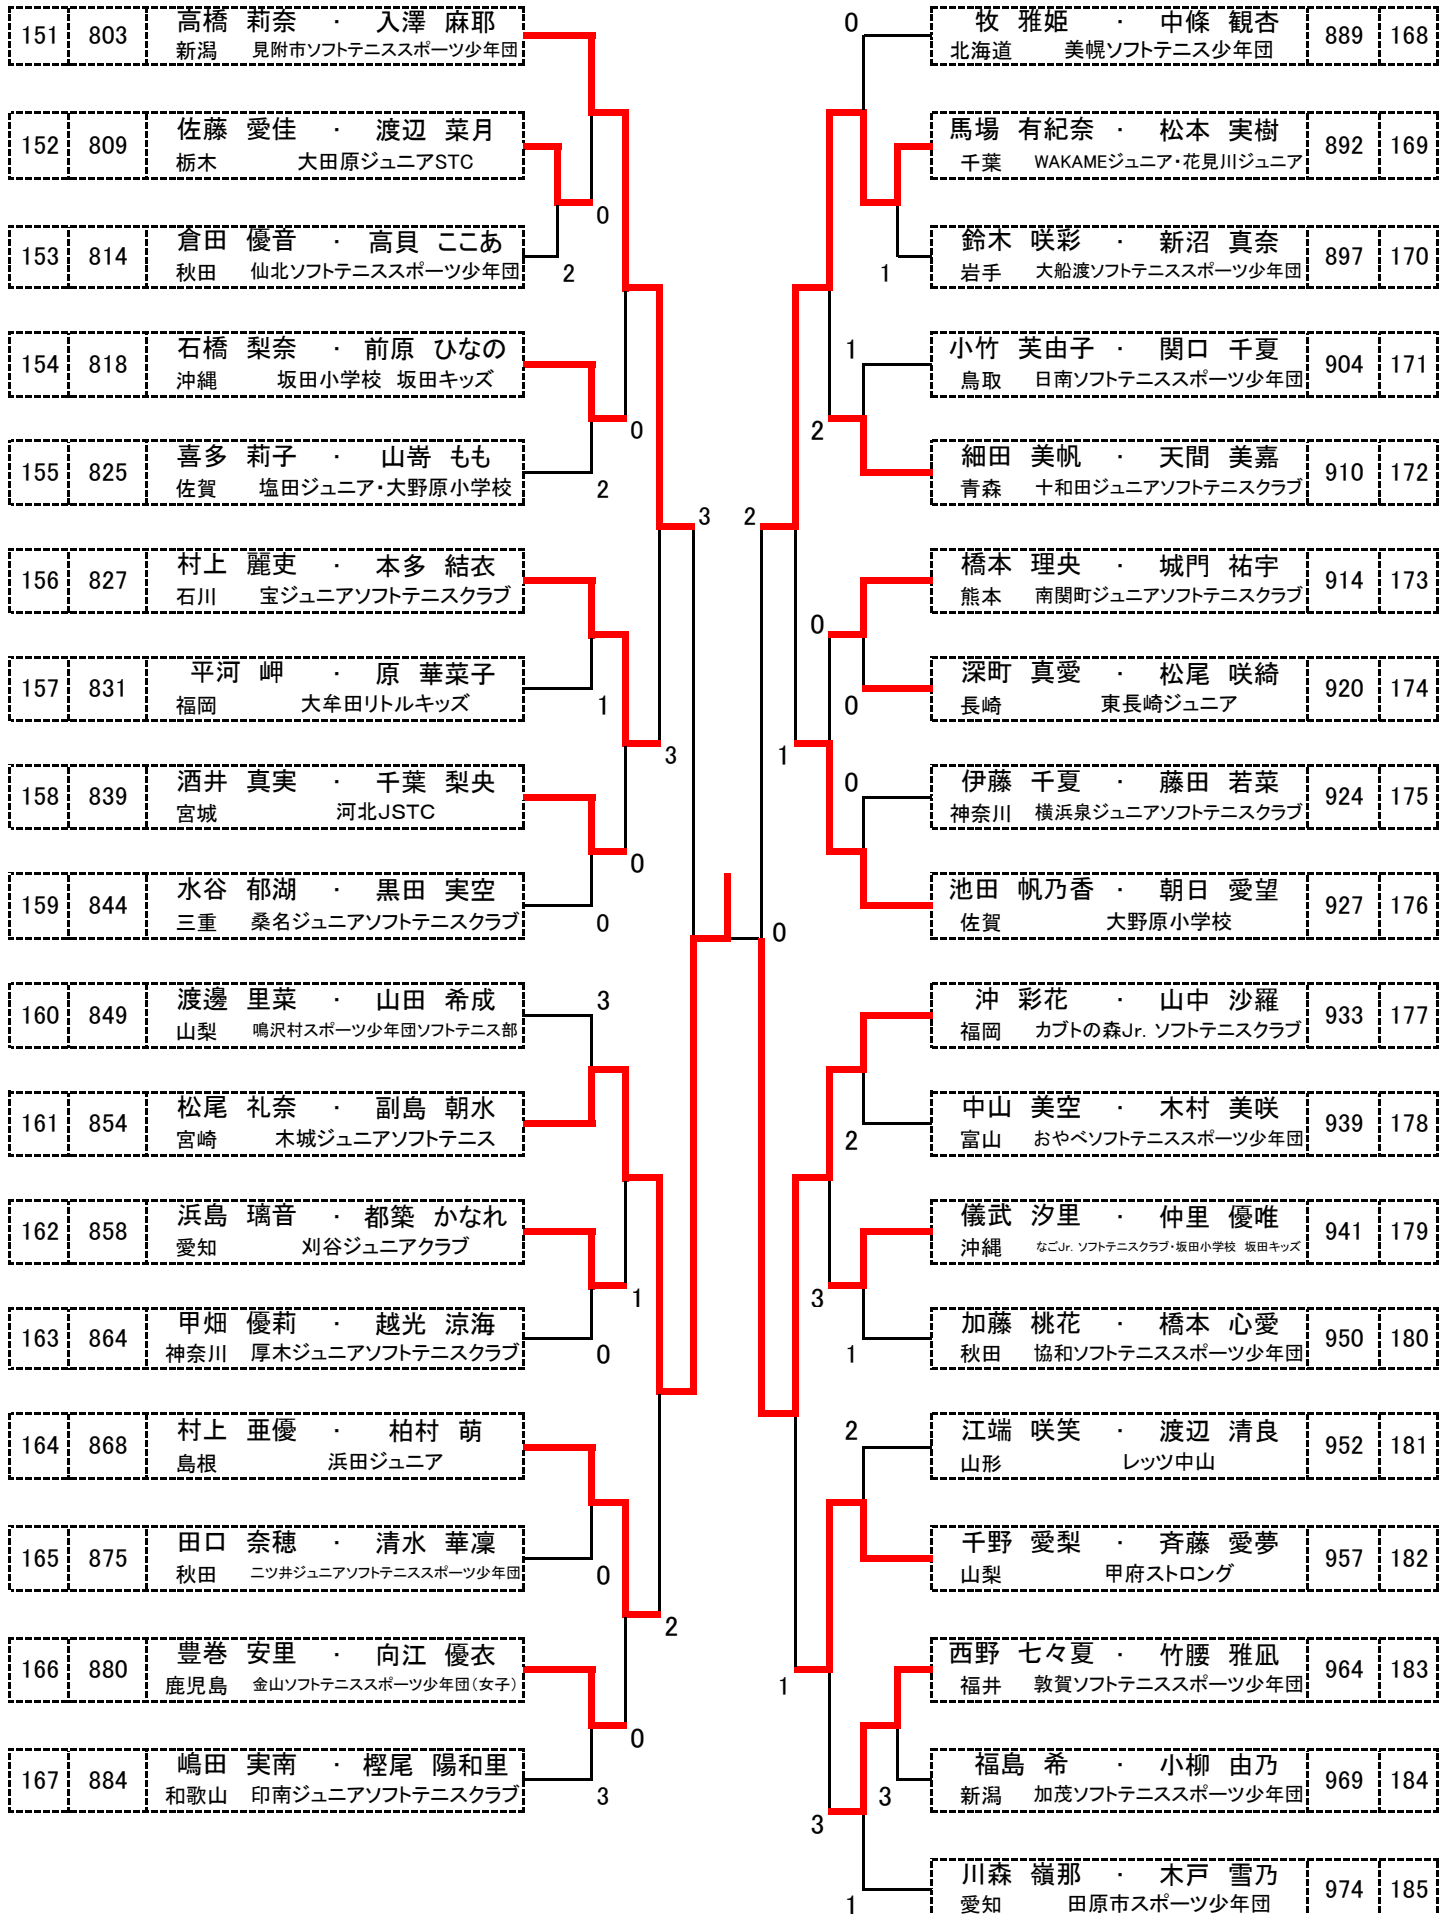 151 803 高橋 莉奈 ・ 入澤 麻耶
新潟 見附市ソフトテニススポーツ少年団
152 809 佐藤 愛佳 ・ 渡辺 菜月
栃木 大田原ジュニアSTC
0
153 814 倉田 優音 ・ 高貝 ここあ
秋田 仙北ソフトテニススポーツ少年団
2
154 818 石橋 梨奈 ・ 前原 ひなの
沖縄 坂田小学校 坂田キッズ
0
155 825 喜多 莉子 ・ 山嵜 もも
佐賀 塩田ジュニア・大野原小学校
2
3
156 827 村上 麗吏 ・ 本多 結衣
石川 宝ジュニアソフトテニスクラブ
157 831 平河 岬 ・ 原 華菜子
福岡 大牟田リトルキッズ
1
3
158 839 酒井 真実 ・ 千葉 梨央
宮城 河北JSTC
0
159 844 水谷 郁湖 ・ 黒田 実空
三重 桑名ジュニアソフトテニスクラブ
0
160 849 渡邊 里菜 ・ 山田 希成
山梨 鳴沢村スポーツ少年団ソフトテニス部
3
161 854 松尾 礼奈 ・ 副島 朝水
宮崎 木城ジュニアソフトテニス
162 858 浜島 璃音 ・ 都築 かなれ
愛知 刈谷ジュニアクラブ
1
163 864 甲畑 優莉 ・ 越光 涼海
神奈川 厚木ジュニアソフトテニスクラブ
0
164 868 村上 亜優 ・ 柏村 萌
島根 浜田ジュニア
165 875 田口 奈穂 ・ 清水 華凜
秋田 二ツ井ジュニアソフトテニススポーツ少年団
0
2
166 880 豊巻 安里 ・ 向江 優衣
鹿児島 金山ソフトテニススポーツ少年団(女子)
0
167 884 嶋田 実南 ・ 樫尾 陽和里
和歌山 印南ジュニアソフトテニスクラブ
3
0
牧 雅姫 ・ 中條 観杏 889 168
北海道 美幌ソフトテニス少年団
馬場 有紀奈 ・ 松本 実樹 892 169
千葉 WAKAMEジュニア・花見川ジュニア
鈴木 咲彩 ・ 新沼 真奈 897 170
岩手 大船渡ソフトテニススポーツ少年団
1
1
小竹 芙由子 ・ 関口 千夏 904 171
鳥取 日南ソフトテニススポーツ少年団
2
細田 美帆 ・ 天間 美嘉 910 172
青森 十和田ジュニアソフトテニスクラブ
2
橋本 理央 ・ 城門 祐宇 914 173
熊本 南関町ジュニアソフトテニスクラブ
0
深町 真愛 ・ 松尾 咲綺 920 174
長崎 東長崎ジュニア
0
1
0
伊藤 千夏 ・ 藤田 若菜 924 175
神奈川 横浜泉ジュニアソフトテニスクラブ
池田 帆乃香 ・ 朝日 愛望 927 176
佐賀 大野原小学校
0
沖 彩花 ・ 山中 沙羅 933 177
福岡 カブトの森Jr. ソフトテニスクラブ
中山 美空 ・ 木村 美咲 939 178
富山 おやべソフトテニススポーツ少年団
2
儀武 汐里 ・ 仲里 優唯 941 179
沖縄 なごJr. ソフトテニスクラブ・坂田小学校 坂田キッズ
3
加藤 桃花 ・ 橋本 心愛 950 180
秋田 協和ソフトテニススポーツ少年団
1
2
江端 咲笑 ・ 渡辺 清良 952 181
山形 レッツ中山
千野 愛梨 ・ 斉藤 愛夢 957 182
山梨 甲府ストロング
西野 七々夏 ・ 竹腰 雅凪 964 183
福井 敦賀ソフトテニススポーツ少年団
1
福島 希 ・ 小柳 由乃 969 184
新潟 加茂ソフトテニススポーツ少年団
3
3
川森 嶺那 ・ 木戸 雪乃 974 185
愛知 田原市スポーツ少年団
1